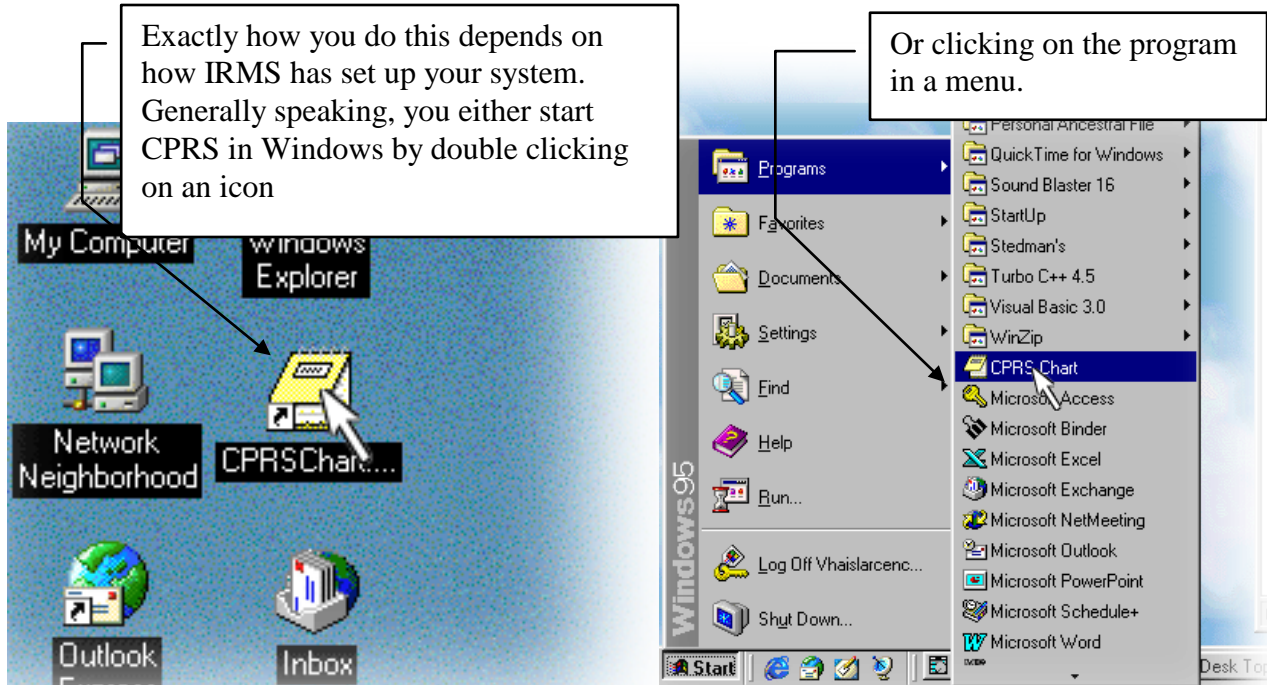 Exactly how you do this depends on
how IRMS has set up your system.
Generally speaking, you either start
CPRS in Windows by double clicking
on an icon
Or clicking on the program
in a menu.
My Computer
Windows
Explorer
Network
Neighborhood
CPRSChart....
Outlook
Inbox
Windows95
Programs
Favorites
Documents
Settings
Find
Help
Run...
Log Off Vhaislarcenc...
Shut Down...
Start
Personal Ancestral File
QuickTime for Windows
Sound Blaster 16
StartUp
Stedman's
Turbo C++ 4.5
Visual Basic 3.0
WinZip
CPRS Chart
Microsoft Access
Microsoft Binder
Microsoft Excel
Microsoft Exchange
Microsoft NetMeeting
Microsoft Outlook
Microsoft PowerPoint
Microsoft Schedule+
Microsoft Word
Desk